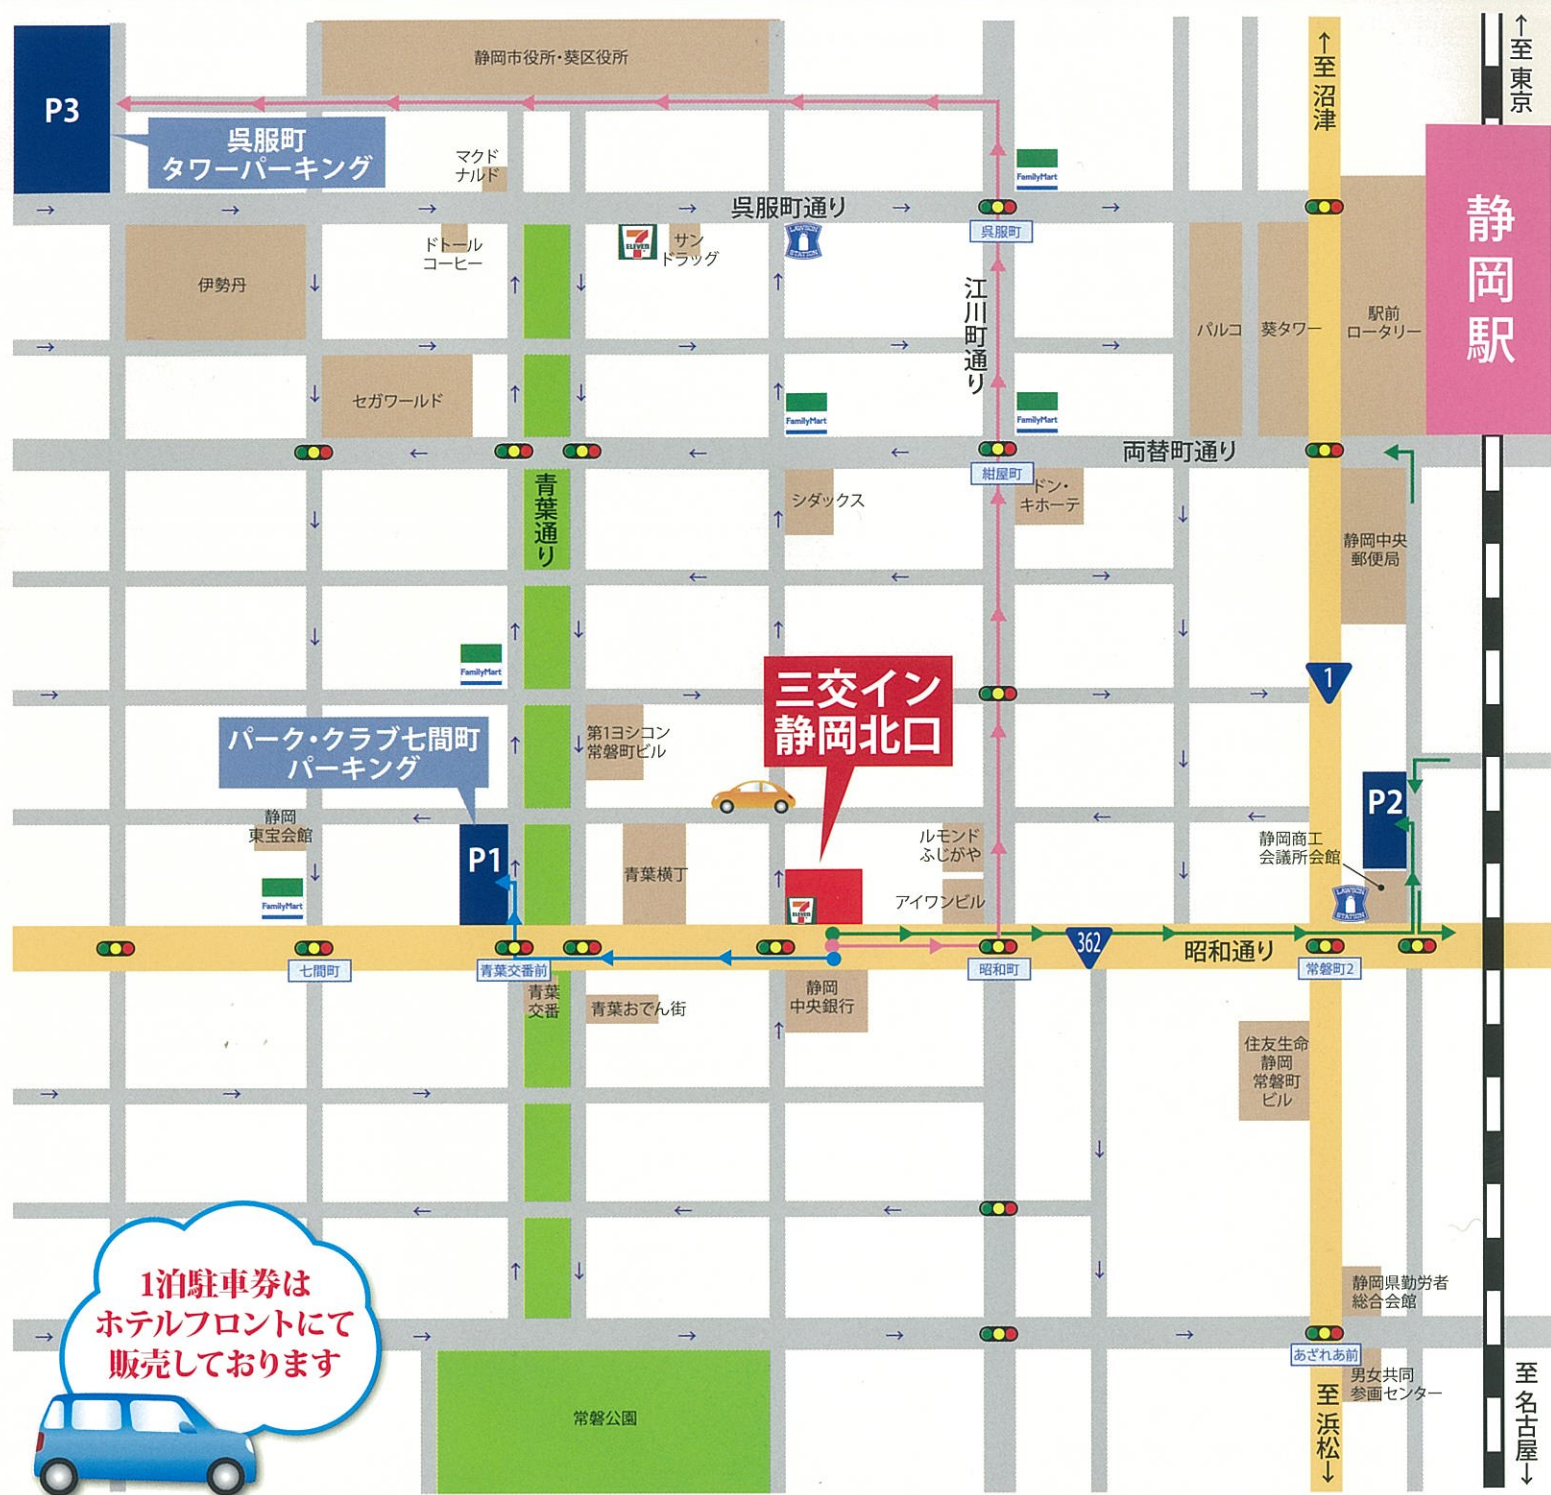 ↑至 東京
↑至 沼津
静岡市役所・葵区役所
P3
呉服町
タワーパーキング
マクド
ナルド
FamilyMart
呉服町通り
呉服町
静岡駅
ドトール
コーヒー
7 ELEVEN
サン
ドラッグ
LAWSON
STATION
伊勢丹
江川町通り
パルコ
葵タワー
駅前
ロータリー
セガワールド
FamilyMart
FamilyMart
両替町通り
紺屋町
青葉通り
シダックス
ドン・
キホーテ
静岡中央
郵便局
FamilyMart
三交イン
静岡北口
1
パーク・クラブ七間町
パーキング
第1ヨシコン
常磐町ビル
P2
静岡
東宝会館
P1
青葉横丁
ルモンド
ふじがや
静岡商工
会議所会館
FamilyMart
7 ELEVEN
アイワンビル
LAWSON
STATION
362
昭和通り
七間町
青葉交番前
昭和町
常磐町2
青葉
交番
青葉おでん街
静岡
中央銀行
住友生命
静岡
常磐町
ビル
1泊駐車券は
ホテルフロントにて
販売しております
静岡県勤労者
総合会館
あざれあ前
男女共同
参画センター
常磐公園
至 浜松↓
至 名古屋↓